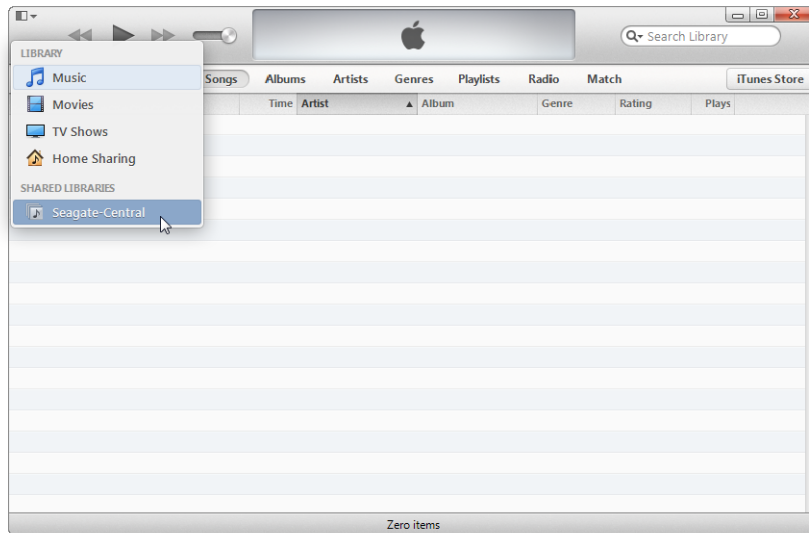 Search Library
LIBRARY
Music
Movies
TV Shows
Home Sharing
SHARED LIBRARIES
Seagate-Central
Songs Albums Artists Genres Playlists Radio Match iTunes Store
Time Artist Album Genre Rating Plays
Zero items